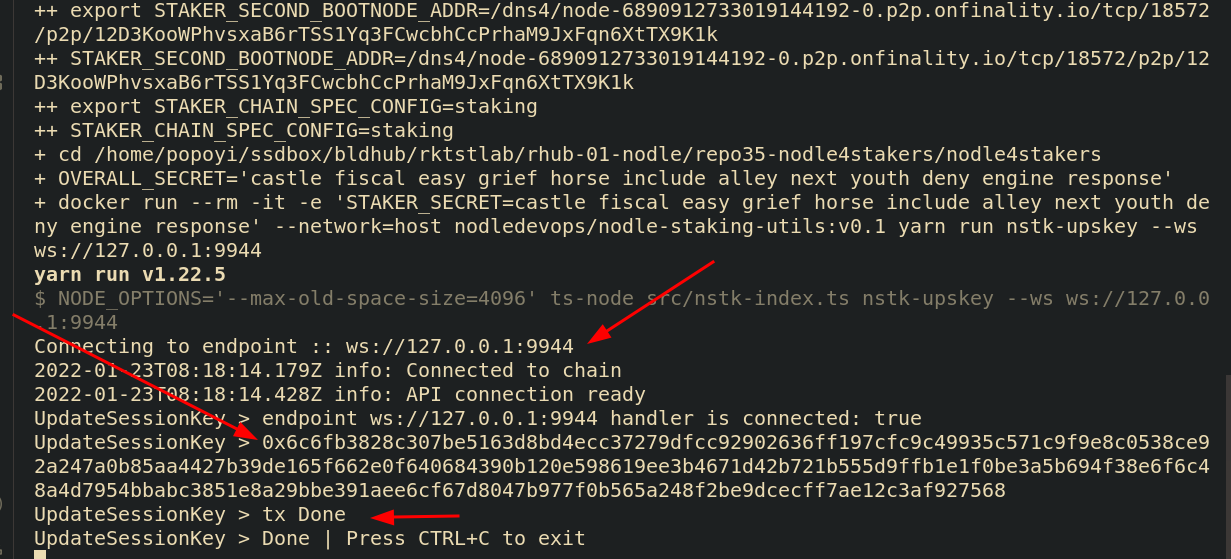 ++ export STAKER_SECOND_BOOTNODE_ADDR=/dns4/node-6890912733019144192-0.p2p.onfinality.io/tcp/18572
/p2p/12D3KooWPhvsxaB6rTSS1Yq3FCwcbhCcPrhaM9JxFqn6XtTX9K1k
++ STAKER_SECOND_BOOTNODE_ADDR=/dns4/node-6890912733019144192-0.p2p.onfinality.io/tcp/18572/p2p/12
D3KooWPhvsxaB6rTSS1Yq3FCwcbhCcPrhaM9JxFqn6XtTX9K1k
++ export STAKER_CHAIN_SPEC_CONFIG=staking
++ STAKER_CHAIN_SPEC_CONFIG=staking
+ cd /home/popoyi/ssdbox/bldhub/rktstlab/rhub-01-nodle/repo35-nodle4stakers/nodle4stakers
+ OVERALL_SECRET='castle fiscal easy grief horse include alley next youth deny engine response'
+ docker run --rm -it -e 'STAKER_SECRET=castle fiscal easy grief horse include alley next youth de
ny engine response' --network=host nodledevops/nodle-staking-utils:v0.1 yarn run nstk-upskey --ws
ws://127.0.0.1:9944
yarn run v1.22.5
$ NODE_OPTIONS='--max-old-space-size=4096' ts-node src/nstk-index.ts nstk-upskey --ws ws://127.0.0
.1:9944
Connecting to endpoint :: ws://127.0.0.1:9944
2022-01-23T08:18:14.179Z info: Connected to chain
2022-01-23T08:18:14.428Z info: API connection ready
UpdateSessionKey > endpoint ws://127.0.0.1:9944 handler is connected: true
UpdateSessionKey > 0x6c6fb3828c307be5163d8bd4ecc37279dfcc92902636ff197cfc9c49935c571c9f9e8c0538ce9
2a247a0b85aa4427b39de165f662e0f640684390b120e598619ee3b4671d42b721b555d9ffb1e1f0be3a5b694f38e6f6c4
8a4d7954bbabc3851e8a29bbe391aee6cf67d8047b977f0b565a248f2be9dcecff7ae12c3af927568
UpdateSessionKey > tx Done
UpdateSessionKey > Done | Press CTRL+C to exit